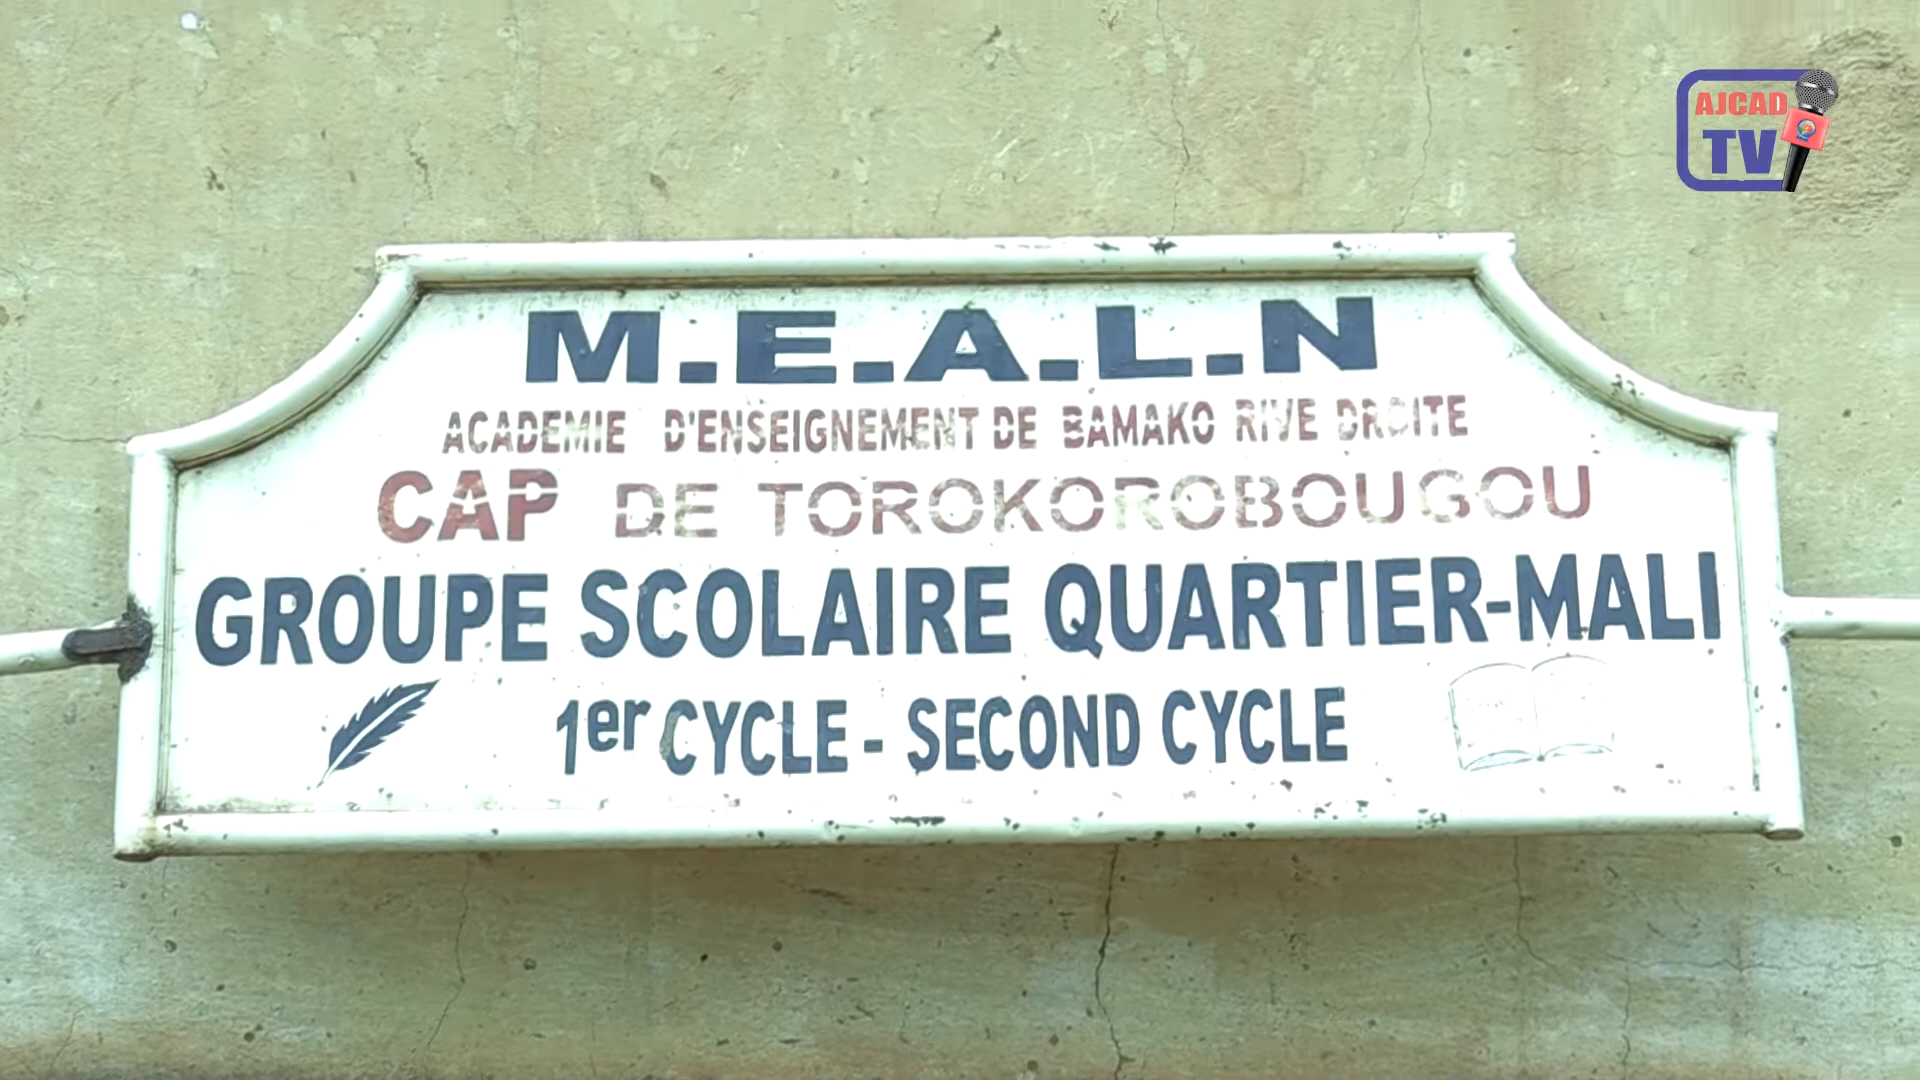 AJCAD
TV
M.E.A.L.N
ACADEMIE D'ENSEIGNEMENT DE BAMAKO RIVE DROITE
CAP DE TOROKOROBOUGOU
GROUPE SCOLAIRE QUARTIER-MALI
1er CYCLE - SECOND CYCLE